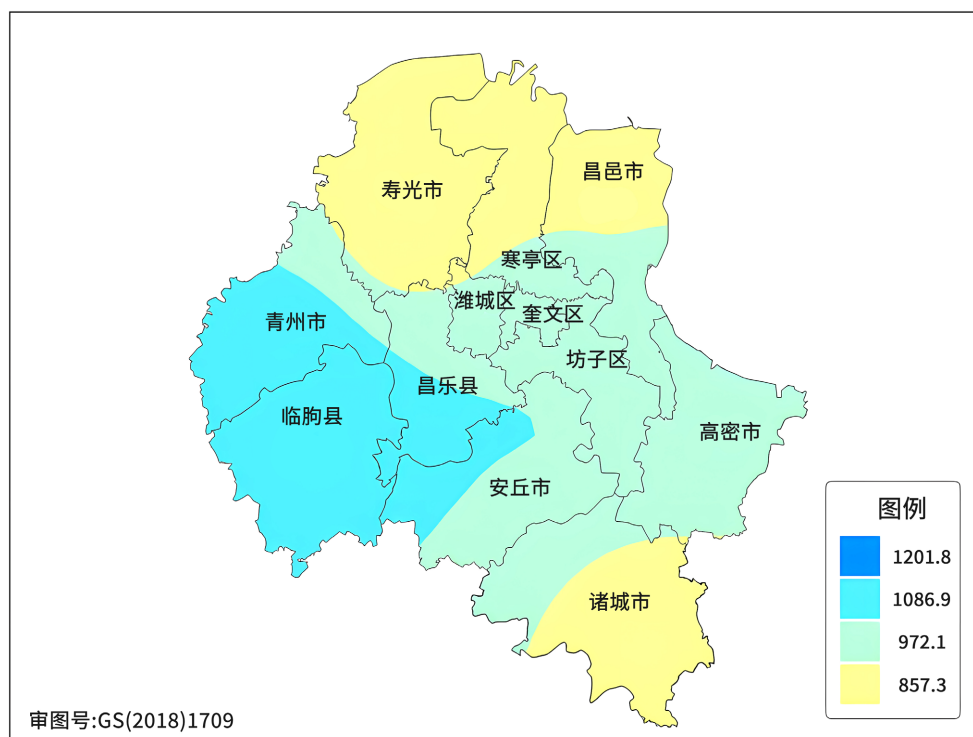 昌邑市
寿光市
寒亭区
潍城区
奎文区
青州市
坊子区
昌乐县
临朐县
高密市
安丘市
诸城市
图例
1201.8
1086.9
972.1
857.3
审图号:GS(2018)1709